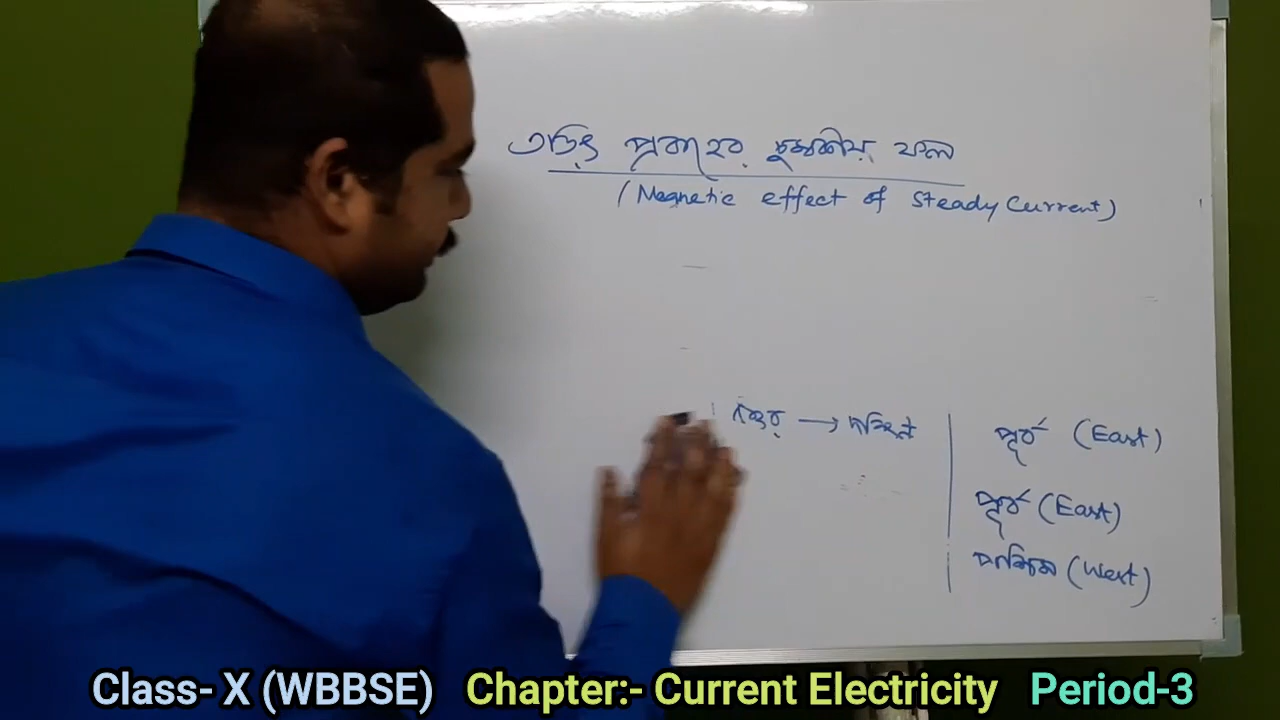 তড়িৎ প্রবাহের চুম্বকীয় ফল
(Magnetic effect of Steady Current)
উত্তর → দক্ষিণ
পূর্ব (East)
পূর্ব (East)
পশ্চিম (West)
Class- X (WBBSE) Chapter:- Current Electricity Period-3